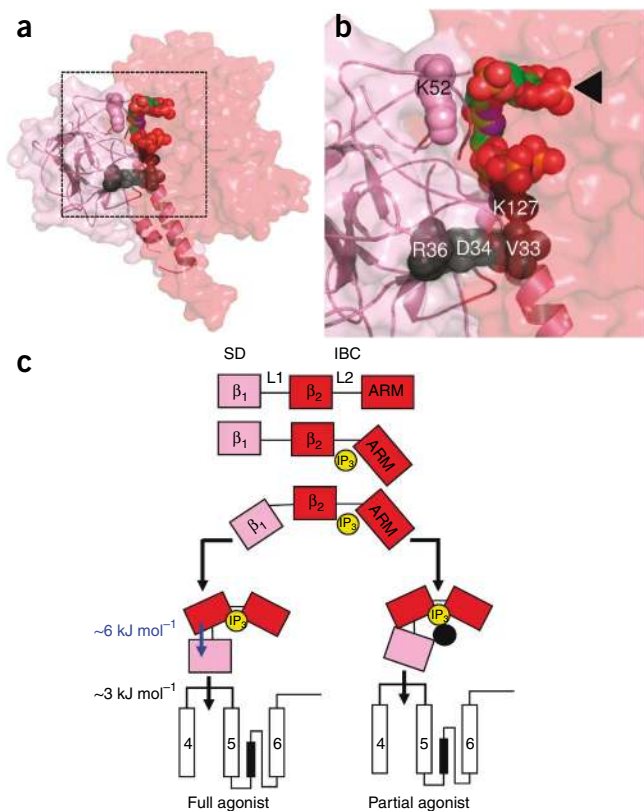 a
b
K52
K127
R36 D34 V33
c
SD IBC
L1 L2
β₁ β₂ ARM
β₁ β₂ ARM
IP₃
β₁ β₂ ARM
IP₃
~6 kJ mol⁻¹ IP₃ IP₃
~3 kJ mol⁻¹
4 5 6 4 5 6
Full agonist Partial agonist